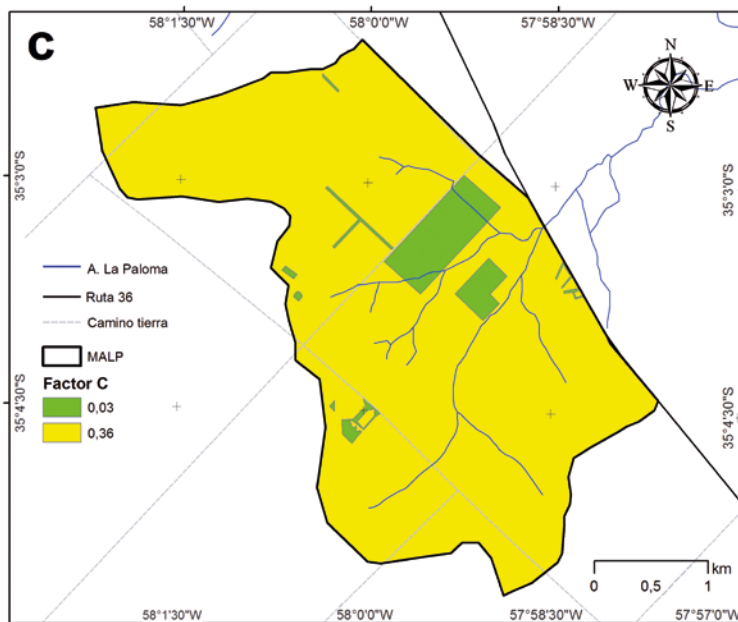 C
58°1'30"W 58°0'0"W 57°58'30"W
N
W E
S
35°3'0"S 35°3'0"S
A. La Paloma
Ruta 36
Camino tierra
MALP
Factor C
0,03
0,36
35°4'30"S 35°4'30"S
km
0 0,5 1
58°1'30"W 58°0'0"W 57°58'30"W 57°57'0"W